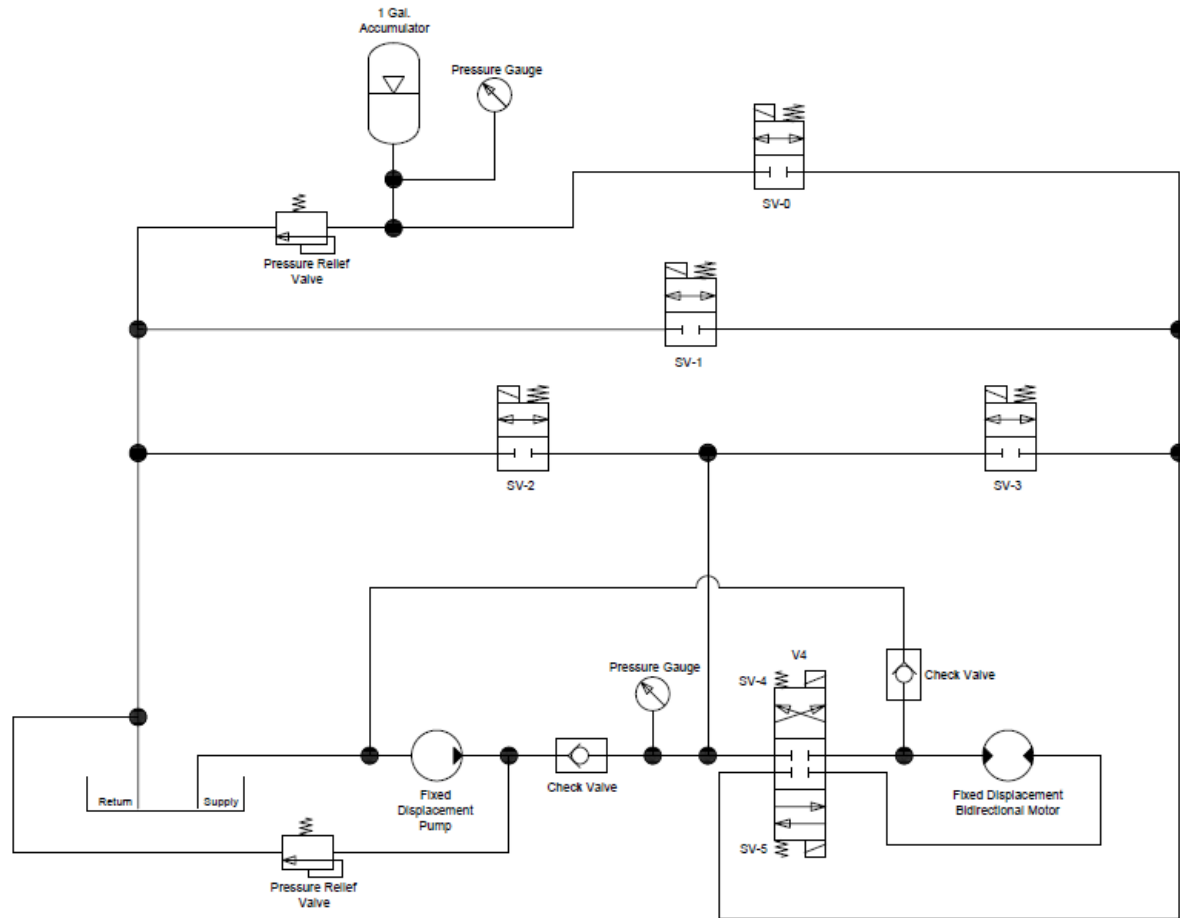 1 Gal.
Accumulator
Pressure Gauge
SV-0
Pressure Relief
Valve
SV-1
SV-2
SV-3
V4
Pressure Gauge
SV-4
Check Valve
Return
Supply
Fixed
Displacement
Pump
Check Valve
Fixed Displacement
Bidirectional Motor
SV-5
Pressure Relief
Valve